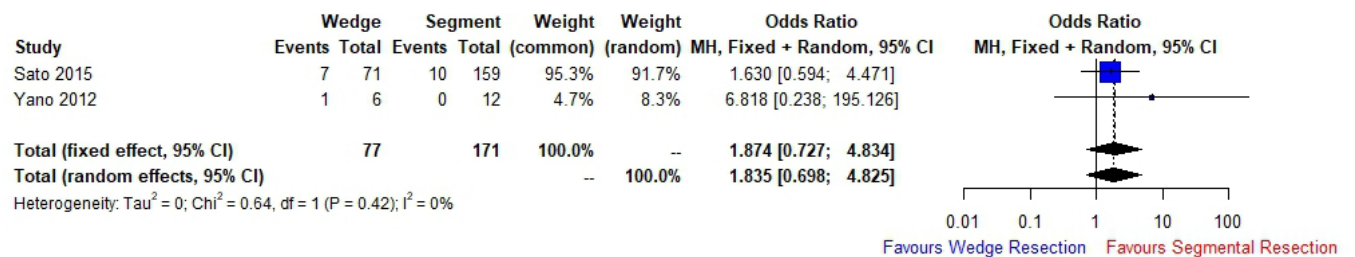 Wedge Segment Weight Weight Odds Ratio Odds Ratio
Study Events Total Events Total (common) (random) MH, Fixed + Random, 95% CI MH, Fixed + Random, 95% CI
Sato 2015 7 71 10 159 95.3% 91.7% 1.630 [0.594; 4.471]
Yano 2012 1 6 0 12 4.7% 8.3% 6.818 [0.238; 195.126]
Total (fixed effect, 95% CI) 77 171 100.0% -- 1.874 [0.727; 4.834]
Total (random effects, 95% CI) -- 100.0% 1.835 [0.698; 4.825]
Heterogeneity: Tau² = 0; Chi² = 0.64, df = 1 (P = 0.42); I² = 0%
0.01 0.1 1 10 100
Favours Wedge Resection Favours Segmental Resection